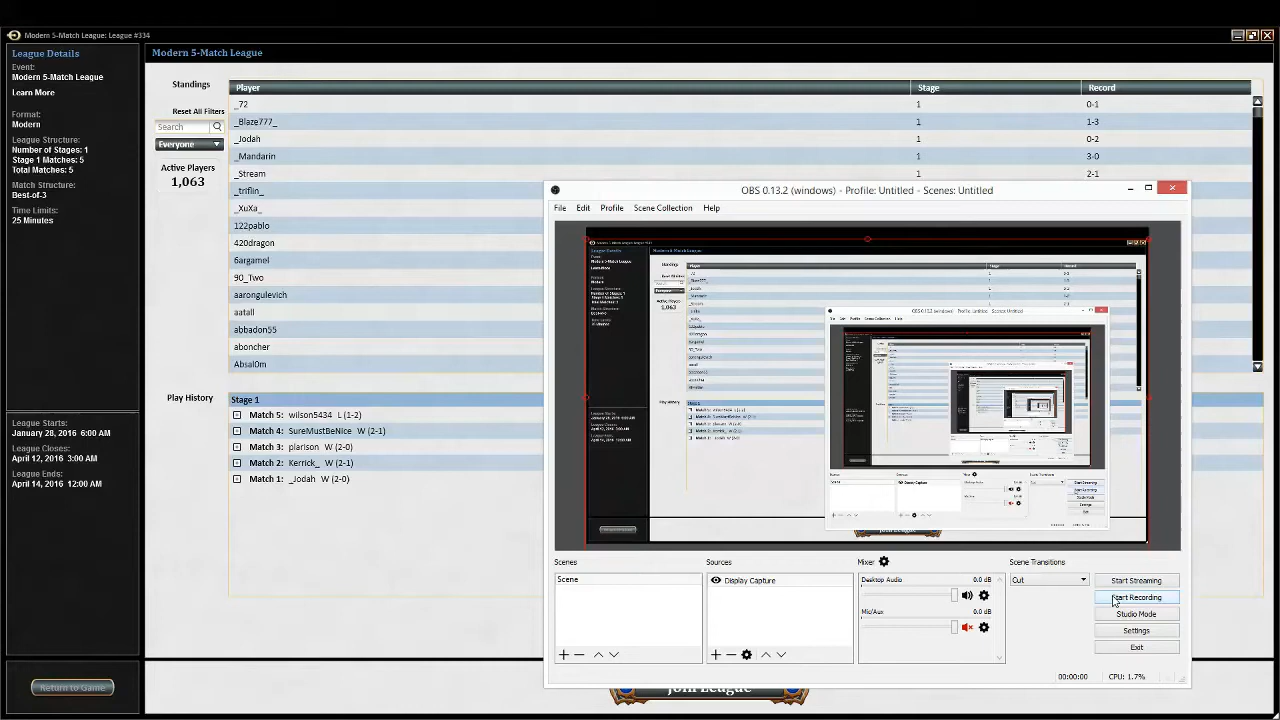 Modern 5-Match League: League #334
League Details
Event:
Modern 5-Match League
Learn More
Format:
Modern
League Structure:
Number of Stages: 1
Stage 1 Matches: 5
Total Matches: 5
Match Structure:
Best-of-3
Time Limits:
25 Minutes
League Starts:
January 28, 2016 6:00 AM
League Closes:
April 12, 2016 3:00 AM
League Ends:
April 14, 2016 12:00 AM
Return to Game
Modern 5-Match League
Standings
Reset All Filters
Search
Everyone
Active Players
1,063
Player Stage Record
_72 1 0-1
_Blaze777_ 1 1-3
_Jodah 1 0-2
_Mandarin 1 3-0
_Stream 1 2-1
_triflin_
_XuXa_
122pablo
420dragon
6argamel
90_Two
aarongulevich
aatall
abbadon55
aboncher
Play History
Stage 1
Match 5: wilson5434 L (1-2)
Match 4: SureMustBeNice W (2-1)
Match 3: plarison W (2-0)
Match 2: Kerrick_ W (2-1)
Match 1: _Jodah W (2-0)
Join League
OBS 0.13.2 (windows) - Profile: Untitled - Scenes: Untitled
File Edit Profile Scene Collection Help
Scenes Sources Mixer Scene Transitions
Scene
Display Capture
Desktop Audio 0.0 dB
Mic/Aux 0.0 dB
Cut
Start Streaming
Start Recording
Studio Mode
Settings
Exit
00:00:00 CPU: 1.7%